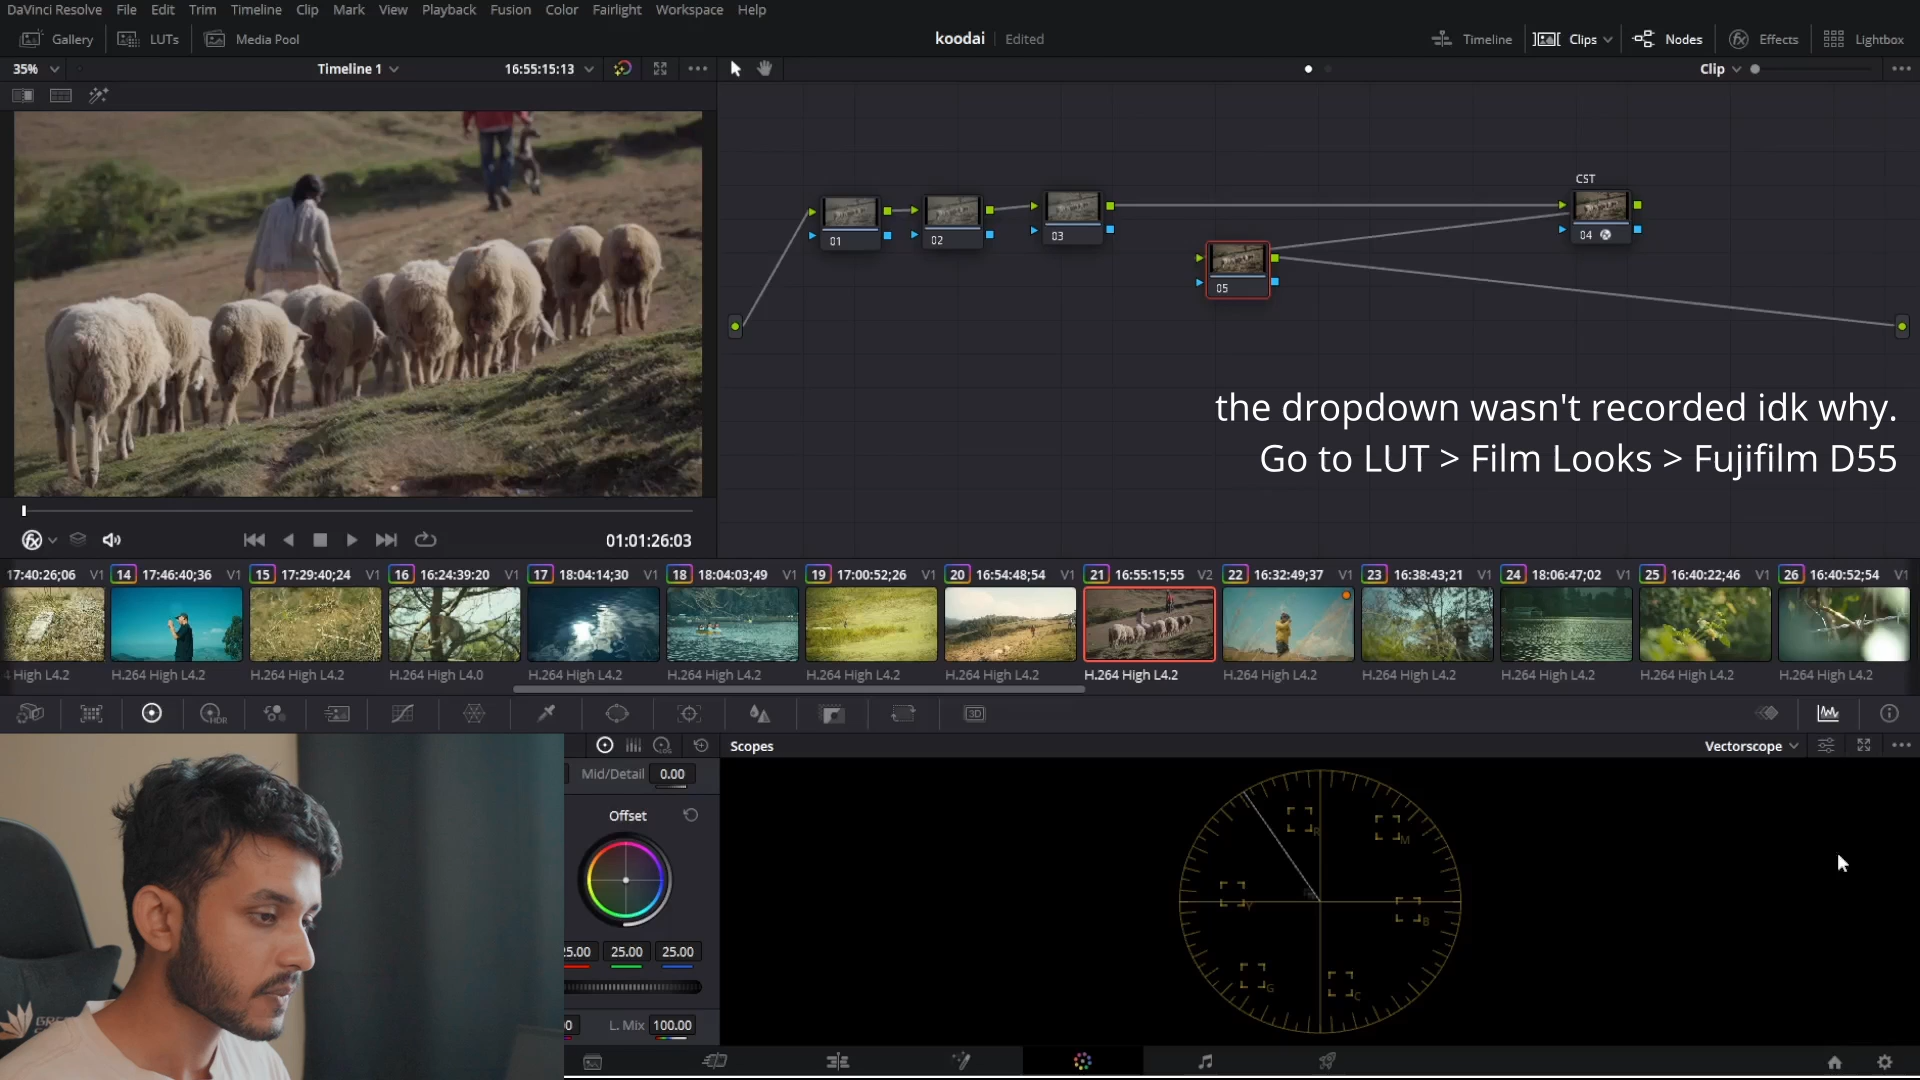 DaVinci Resolve File Edit Trim Timeline Clip Mark View Playback Fusion Color Fairlight Workspace Help
Gallery LUTs Media Pool koodai Edited Timeline Clips Nodes Effects Lightbox
35% Timeline 1 16:55:15:13 Clip
CST
01 02 03 04
05
the dropdown wasn't recorded idk why.
Go to LUT > Film Looks > Fujifilm D55
01:01:26:03
17:40:26;06 V1 14 17:46:40;36 V1 15 17:29:40;24 V1 16 16:24:39:20 V1 17 18:04:14;30 V1 18 18:04:03;49 V1 19 17:00:52;26 V1 20 16:54:48;54 V1 21 16:55:15;55 V2 22 16:32:49;37 V1 23 16:38:43;21 V1 24 18:06:47;02 V1 25 16:40:22;46 V1 26 16:40:52;54 V1
4 High L4.2 H.264 High L4.2 H.264 High L4.2 H.264 High L4.0 H.264 High L4.2 H.264 High L4.2 H.264 High L4.2 H.264 High L4.2 H.264 High L4.2 H.264 High L4.2 H.264 High L4.2 H.264 High L4.2 H.264 High L4.2 H.264 High L4.2
HDR 3D
LOG Scopes Vectorscope
Mid/Detail 0.00
Offset
R M
Y B
G C
25.00 25.00 25.00
L. Mix 100.00